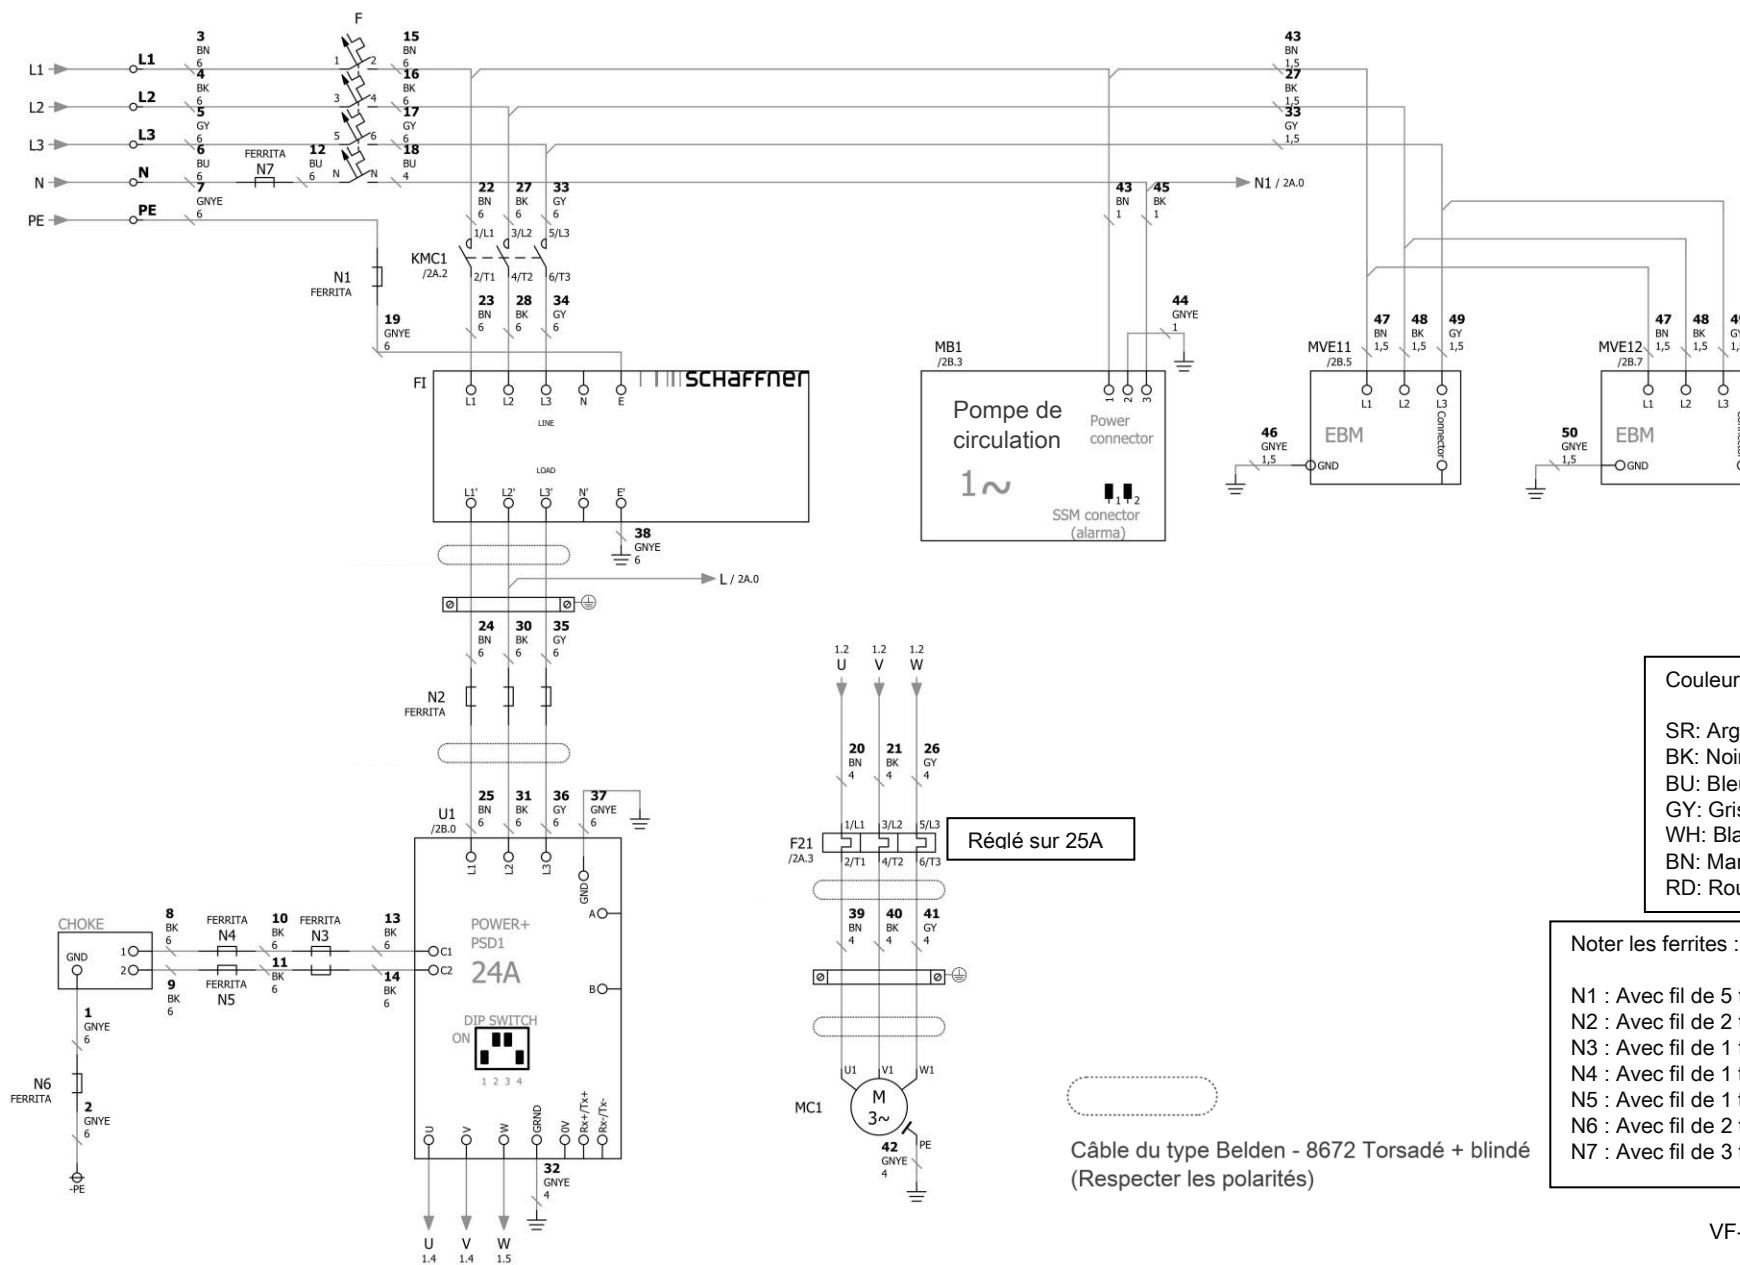 F
3
BN
6
15
BN
6
43
BN
1,5
L1
L1
1
2
4
BK
6
16
BK
6
27
BK
1,5
L2
L2
3
4
5
GY
6
17
GY
6
33
GY
1,5
L3
L3
5
6
6
BU
6
FERRITA
N7
12
BU
6
18
BU
4
N
N
N
N
N1 / 2A.0
7
GNYE
6
PE
PE
22
BN
6
27
BK
6
33
GY
6
43
BN
1
45
BK
1
1/L1
3/L2
5/L3
KMC1
/2A.2
2/T1
4/T2
6/T3
N1
FERRITA
23
BN
6
28
BK
6
34
GY
6
19
GNYE
6
44
GNYE
1
47
BN
1,5
48
BK
1,5
49
GY
1,5
47
BN
1,5
48
BK
1,5
FI
SCHAFFNER
L1
L2
L3
N
E
LINE
LOAD
L1'
L2'
L3'
N'
E'
38
GNYE
6
MB1
/2B.3
1
2
3
Pompe de
circulation
1~
Power
connector
1
2
SSM conector
(alarma)
MVE11
/2B.5
L1
L2
L3
Connector
EBM
GND
46
GNYE
1,5
MVE12
/2B.7
L1
L2
L3
EBM
GND
50
GNYE
1,5
L / 2A.0
24
BN
6
30
BK
6
35
GY
6
N2
FERRITA
25
BN
6
31
BK
6
36
GY
6
37
GNYE
6
U1
/2B.0
L1
L2
L3
GND
A
B
POWER+
PSD1
24A
C1
C2
DIP SWITCH
ON
1 2 3 4
U
V
W
GRND
0V
Rx+/Tx+
Rx-/Tx-
32
GNYE
4
U
1.4
V
1.4
W
1.5
CHOKE
GND
1
2
8
BK
6
FERRITA
N4
10
BK
6
FERRITA
N3
13
BK
6
9
BK
6
FERRITA
N5
11
BK
6
14
BK
6
1
GNYE
6
N6
FERRITA
2
GNYE
6
-PE
1.2
U
1.2
V
1.2
W
20
BN
4
21
BK
4
26
GY
4
F21
/2A.3
1/L1
3/L2
5/L3
2/T1
4/T2
6/T3
Réglé sur 25A
39
BN
4
40
BK
4
41
GY
4
U1
V1
W1
MC1
M
3~
PE
42
GNYE
4
Câble du type Belden - 8672 Torsadé + blindé
(Respecter les polarités)
Couleur
SR: Arg
BK: Noi
BU: Ble
GY: Gris
WH: Bla
BN: Mar
RD: Rou
Noter les ferrites :
N1 : Avec fil de 5
N2 : Avec fil de 2
N3 : Avec fil de 1
N4 : Avec fil de 1
N5 : Avec fil de 1
N6 : Avec fil de 2
N7 : Avec fil de 3
VF-